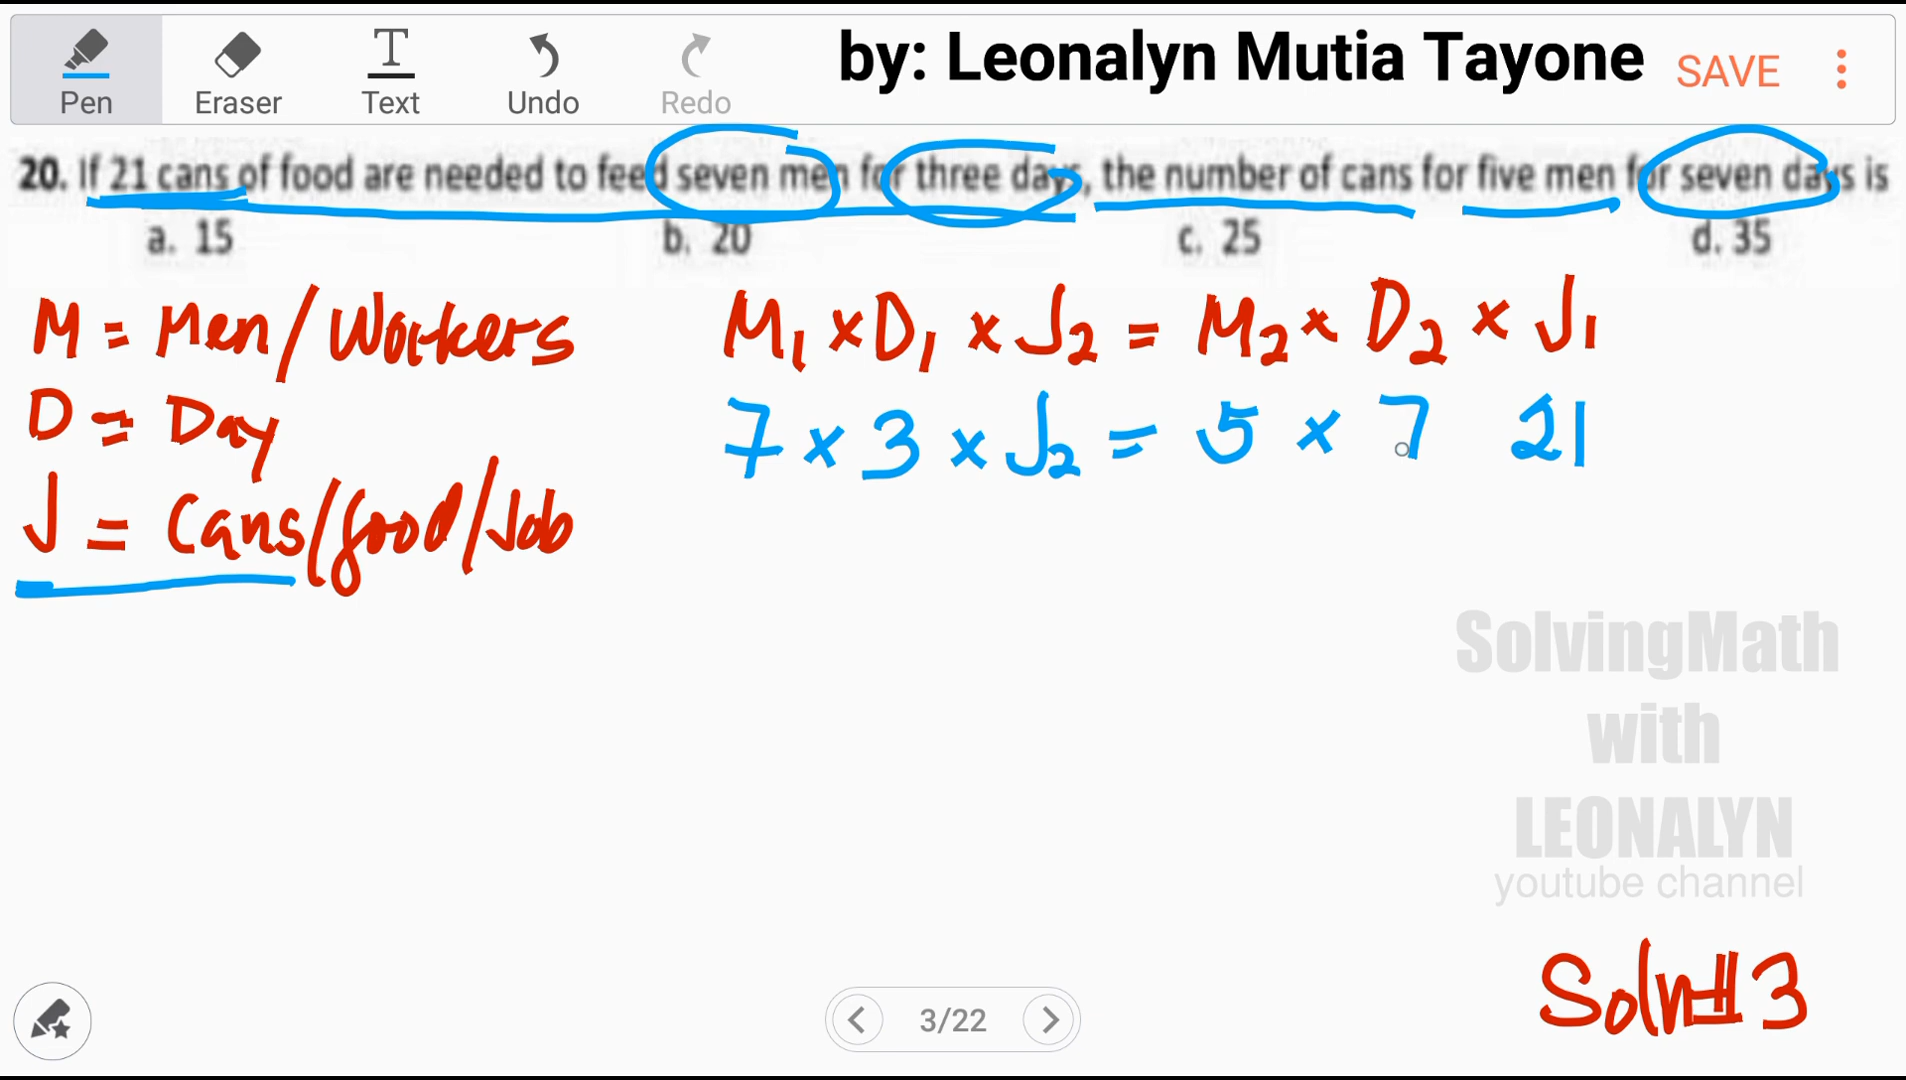 by: Leonalyn Mutia Tayone
SAVE
Pen
Eraser
Text
Undo
Redo
20. If 21 cans of food are needed to feed seven men for three days, the number of cans for five men for seven days is
a. 15 b. 20 c. 25 d. 35
M = Men/Workers
D = Day
J = Cans/food/Job
M₁ × D₁ × J₂ = M₂ × D₂ × J₁
7 × 3 × J₂ = 5 × 7 21
SolvingMath
with
LEONALYN
youtube channel
Soln#3
3/22